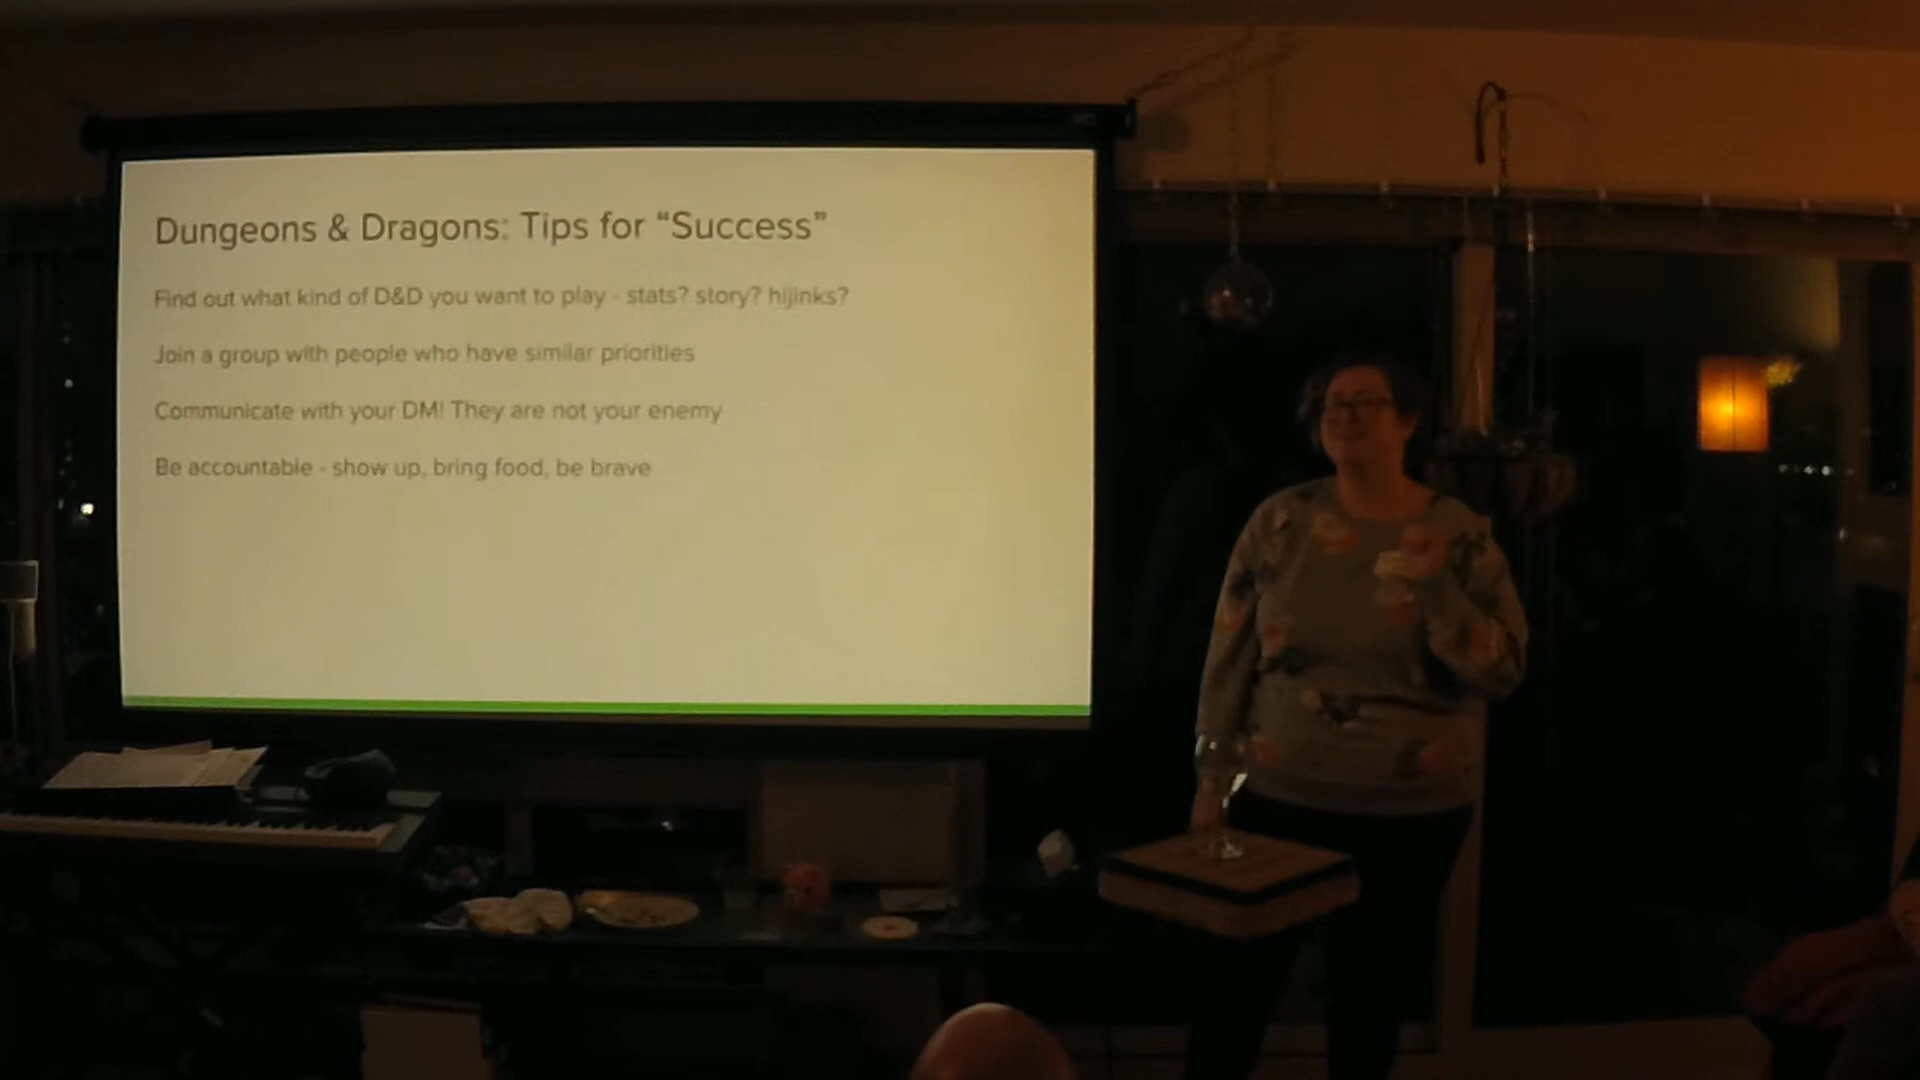 Dungeons & Dragons: Tips for “Success”
Find out what kind of D&D you want to play - stats? story? hijinks?
Join a group with people who have similar priorities
Communicate with your DM! They are not your enemy
Be accountable - show up, bring food, be brave